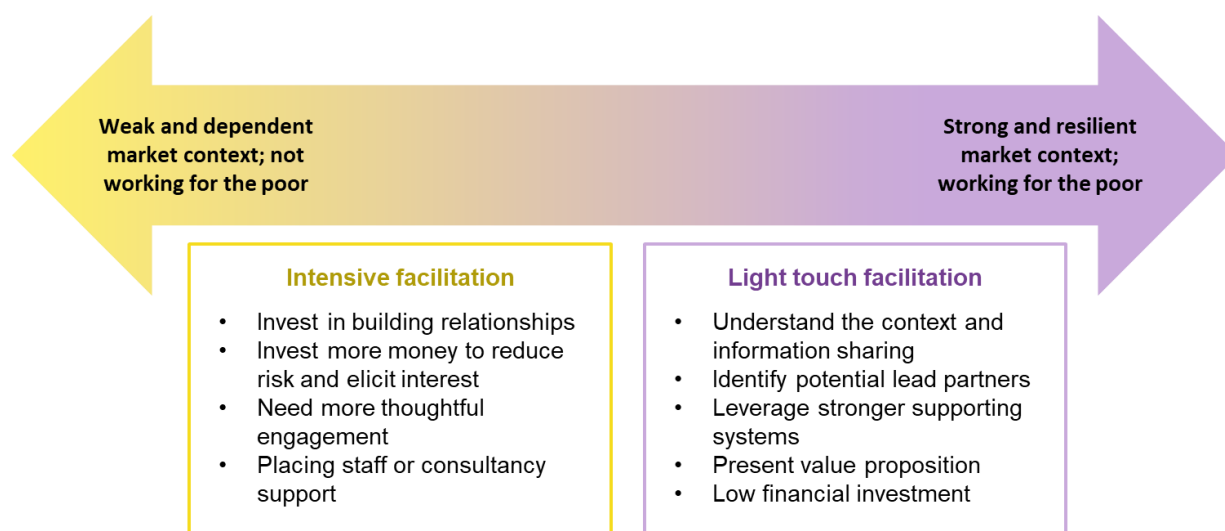 Weak and dependent
market context; not
working for the poor
Strong and resilient
market context;
working for the poor
Intensive facilitation
• Invest in building relationships
• Invest more money to reduce
risk and elicit interest
• Need more thoughtful
engagement
• Placing staff or consultancy
support
Light touch facilitation
• Understand the context and
information sharing
• Identify potential lead partners
• Leverage stronger supporting
systems
• Present value proposition
• Low financial investment